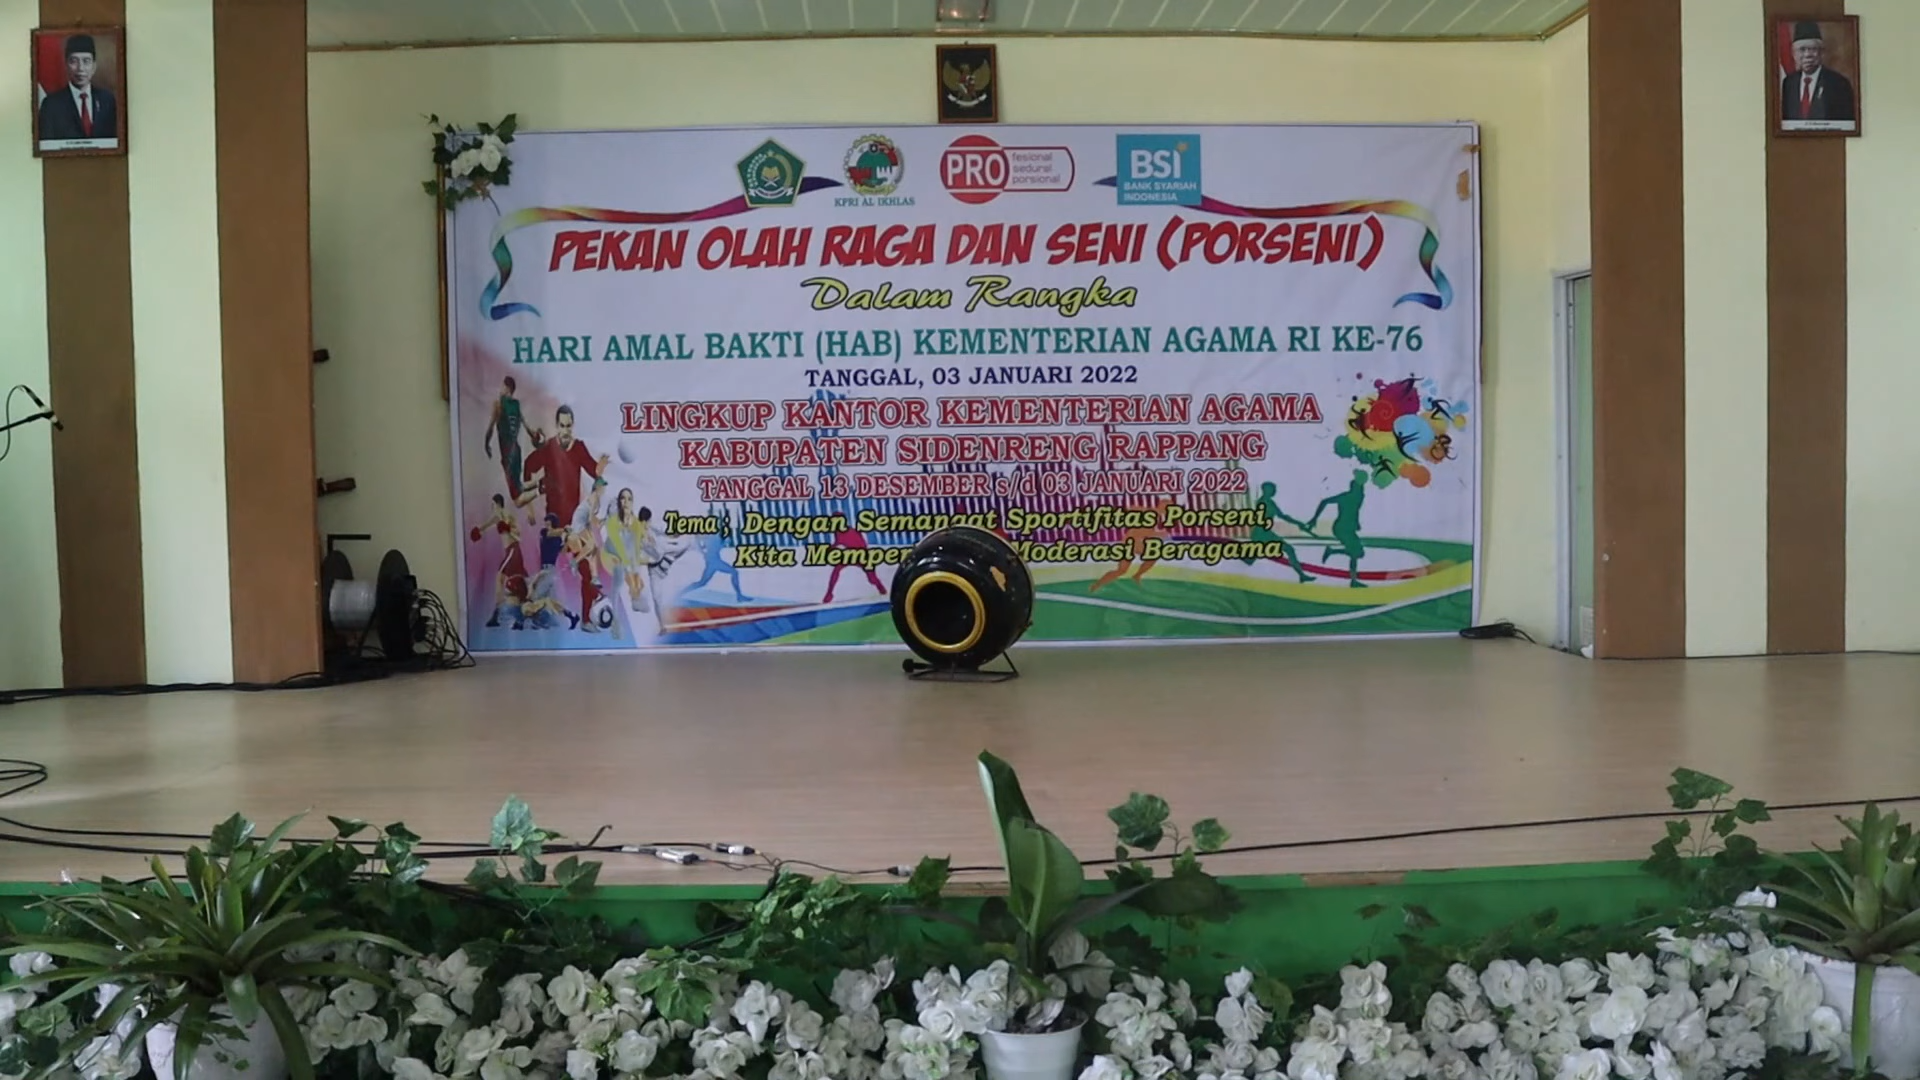 KPRI AL IKHLAS
PRO
fesional
sedural
porsional
BSI
BANK SYARIAH
INDONESIA
PEKAN OLAH RAGA DAN SENI (PORSENI)
Dalam Rangka
HARI AMAL BAKTI (HAB) KEMENTERIAN AGAMA RI KE-76
TANGGAL, 03 JANUARI 2022
LINGKUP KANTOR KEMENTERIAN AGAMA
KABUPATEN SIDENRENG RAPPANG
TANGGAL 13 DESEMBER s/d 03 JANUARI 2022
Tema ; Dengan Semangat Sportifitas Porseni,
Kita Moderasi Beragama